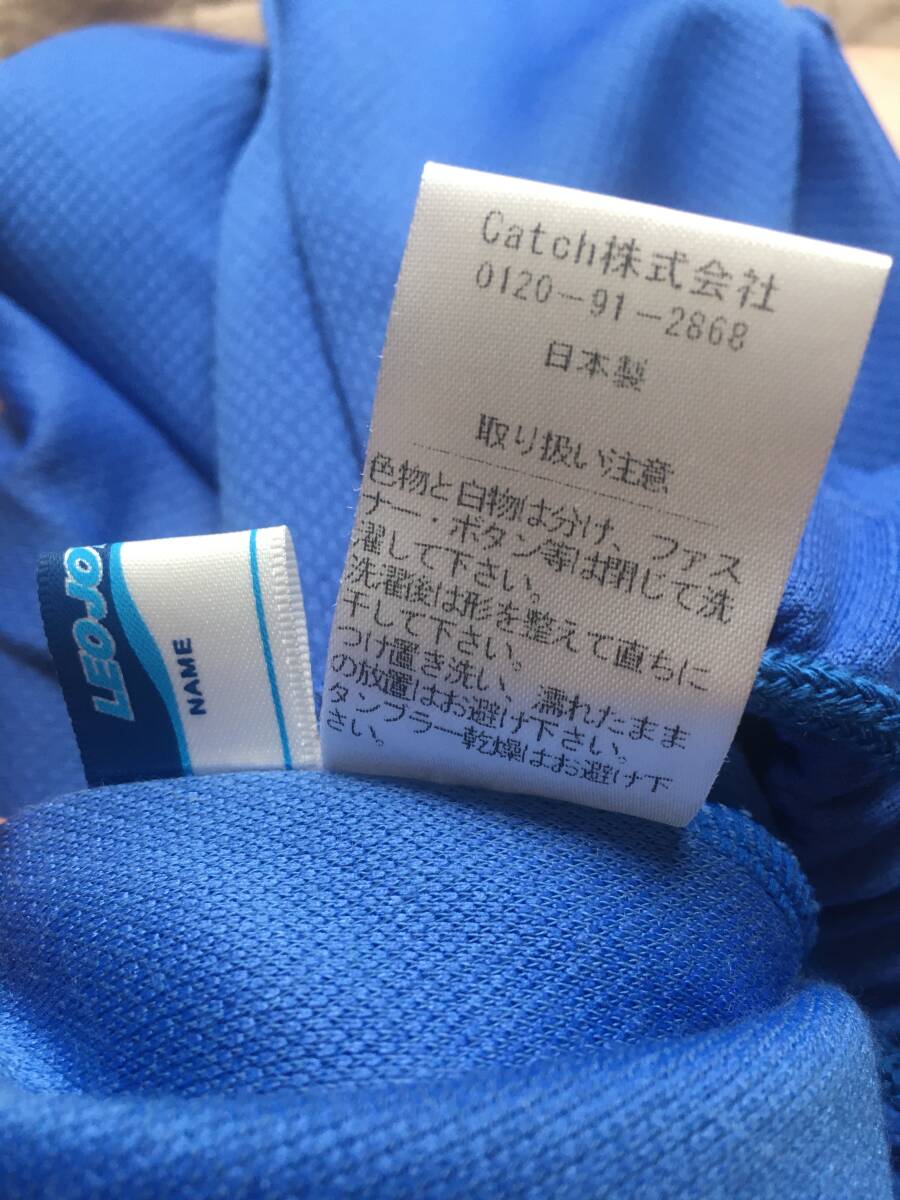 Catch株式会社
0120-91-2868
日本製
取り扱い注意
色物と白物は分け、ファス
ナー・ボタン等は閉じて洗
濯して下さい。
洗濯後は形を整えて直ちに
干して下さい。
つけ置き洗い、濡れたまま
の放置はお避け下さい。
タンブラー乾燥はお避け下
さい。
LEOJO
NAME